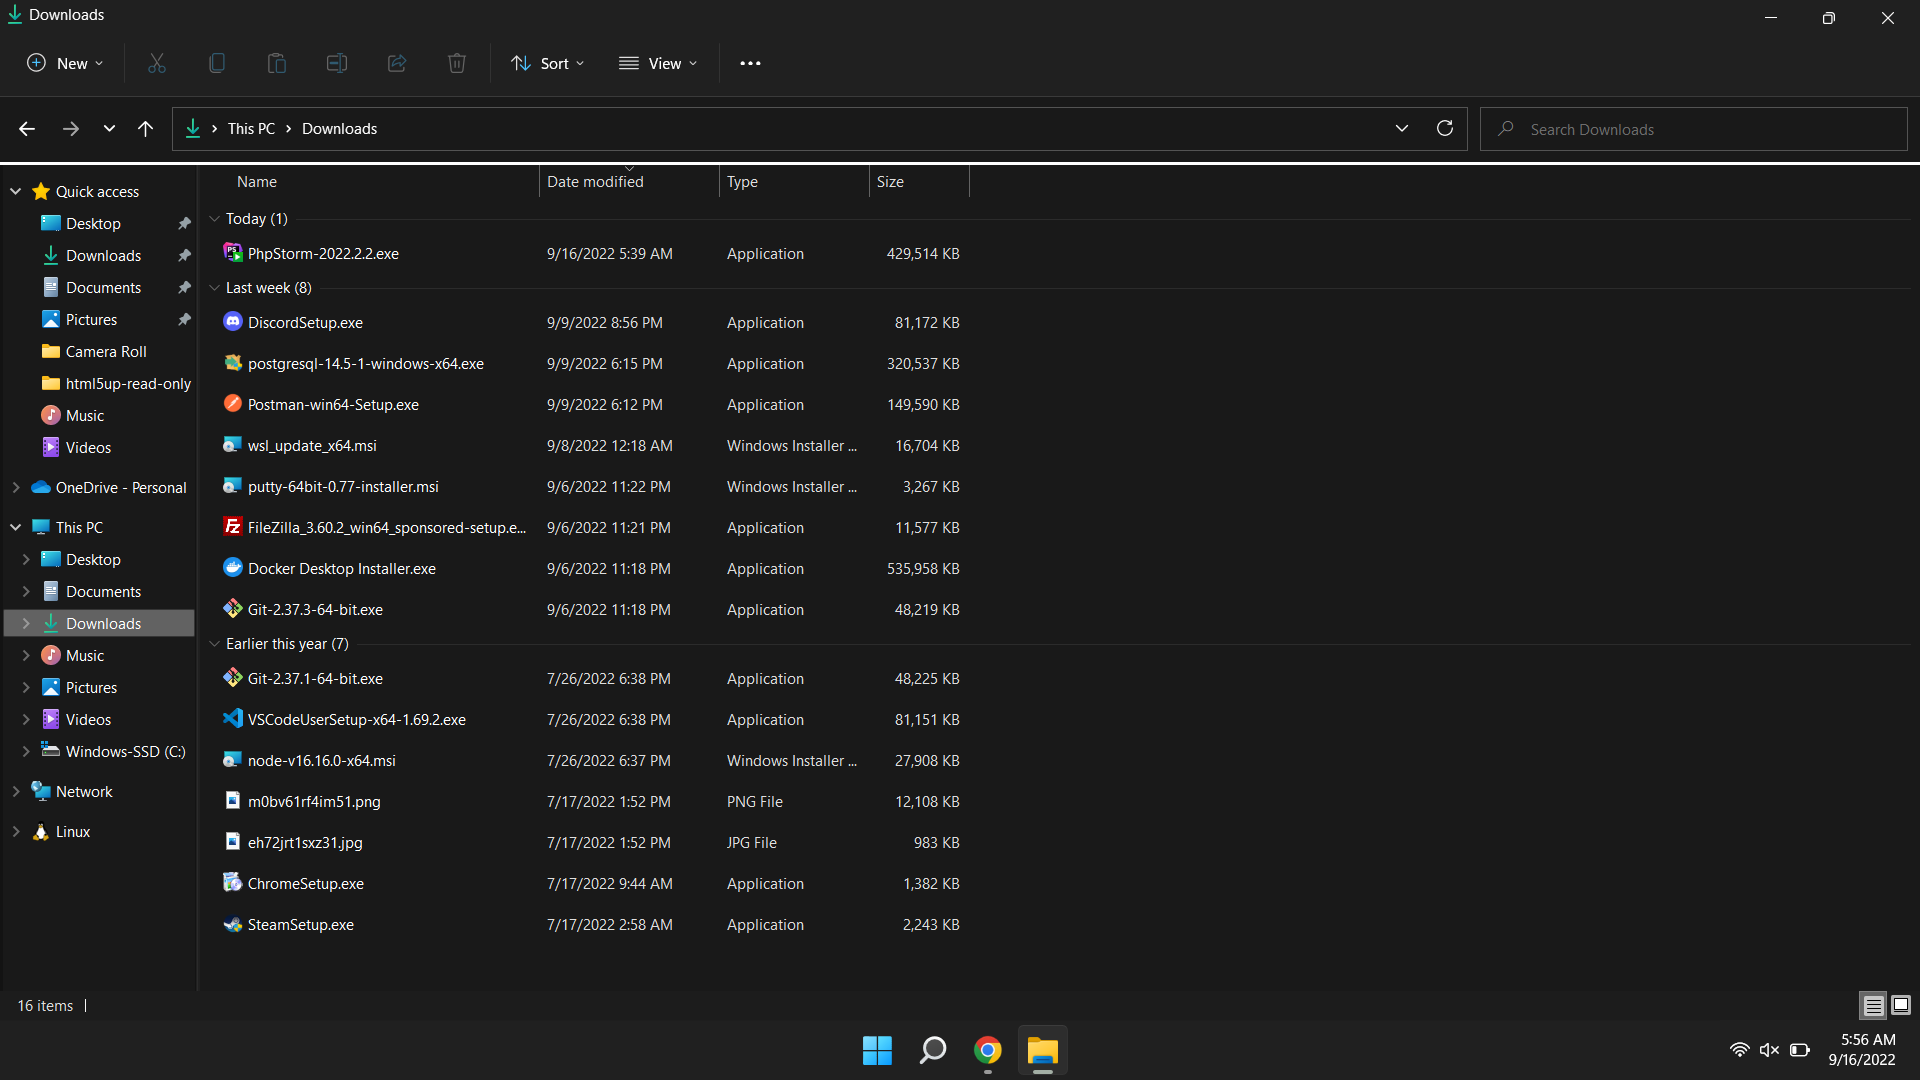 Downloads
New
Sort
View
This PC
Downloads
Search Downloads
Name
Date modified
Type
Size
Quick access
Desktop
Downloads
Documents
Pictures
Camera Roll
html5up-read-only
Music
Videos
OneDrive - Personal
This PC
Desktop
Documents
Downloads
Music
Pictures
Videos
Windows-SSD (C:)
Network
Linux
Today (1)
PhpStorm-2022.2.2.exe 9/16/2022 5:39 AM Application 429,514 KB
Last week (8)
DiscordSetup.exe 9/9/2022 8:56 PM Application 81,172 KB
postgresql-14.5-1-windows-x64.exe 9/9/2022 6:15 PM Application 320,537 KB
Postman-win64-Setup.exe 9/9/2022 6:12 PM Application 149,590 KB
wsl_update_x64.msi 9/8/2022 12:18 AM Windows Installer ... 16,704 KB
putty-64bit-0.77-installer.msi 9/6/2022 11:22 PM Windows Installer ... 3,267 KB
FileZilla_3.60.2_win64_sponsored-setup.e... 9/6/2022 11:21 PM Application 11,577 KB
Docker Desktop Installer.exe 9/6/2022 11:18 PM Application 535,958 KB
Git-2.37.3-64-bit.exe 9/6/2022 11:18 PM Application 48,219 KB
Earlier this year (7)
Git-2.37.1-64-bit.exe 7/26/2022 6:38 PM Application 48,225 KB
VSCodeUserSetup-x64-1.69.2.exe 7/26/2022 6:38 PM Application 81,151 KB
node-v16.16.0-x64.msi 7/26/2022 6:37 PM Windows Installer ... 27,908 KB
m0bv61rf4im51.png 7/17/2022 1:52 PM PNG File 12,108 KB
eh72jrt1sxz31.jpg 7/17/2022 1:52 PM JPG File 983 KB
ChromeSetup.exe 7/17/2022 9:44 AM Application 1,382 KB
SteamSetup.exe 7/17/2022 2:58 AM Application 2,243 KB
16 items
5:56 AM
9/16/2022